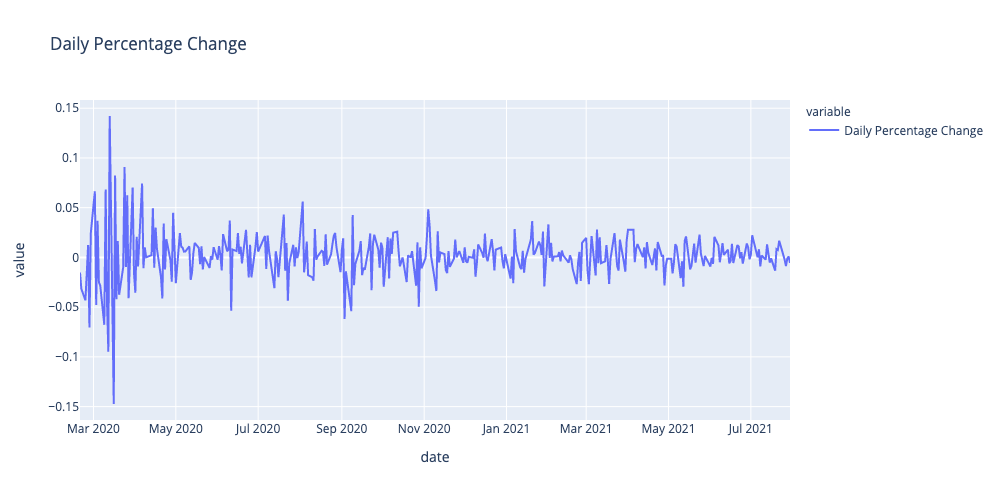 Daily Percentage Change
variable
Daily Percentage Change
0.15
0.1
0.05
0
−0.05
−0.1
−0.15
value
Mar 2020 May 2020 Jul 2020 Sep 2020 Nov 2020 Jan 2021 Mar 2021 May 2021 Jul 2021
date